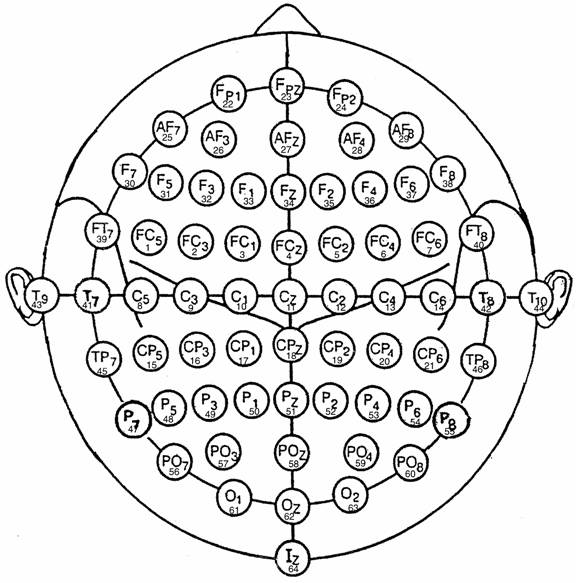 FP1 FPZ FP2
22 23 24
AF7 AF3 AFZ AF4 AF8
25 26 27 28 29
F7 F5 F3 F1 FZ F2 F4 F6 F8
30 31 32 33 34 35 36 37 38
FT7 FC5 FC3 FC1 FCZ FC2 FC4 FC6 FT8
39 1 2 3 4 5 6 7 40
T9 T7 C5 C3 C1 CZ C2 C4 C6 T8 T10
43 41 8 9 10 11 12 13 14 42 44
TP7 CP5 CP3 CP1 CPZ CP2 CP4 CP6 TP8
45 15 16 17 18 19 20 21 46
P7 P5 P3 P1 PZ P2 P4 P6 P8
47 48 49 50 51 52 53 54 55
PO7 PO3 POZ PO4 PO8
56 57 58 59 60
O1 OZ O2
61 62 63
IZ
64